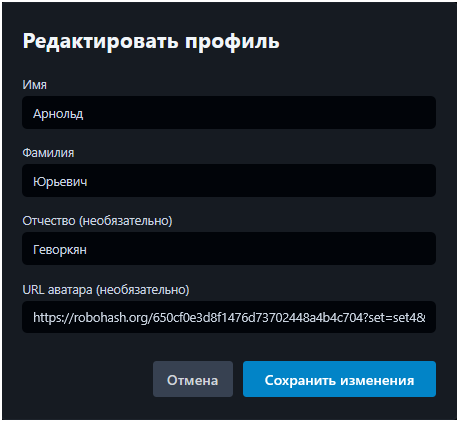 Редактировать профиль
Имя
Арнольд
Фамилия
Юрьевич
Отчество (необязательно)
Геворкян
URL аватара (необязательно)
https://robohash.org/650cf0e3d8f1476d73702448a4b4c704?set=set4&
Отмена
Сохранить изменения